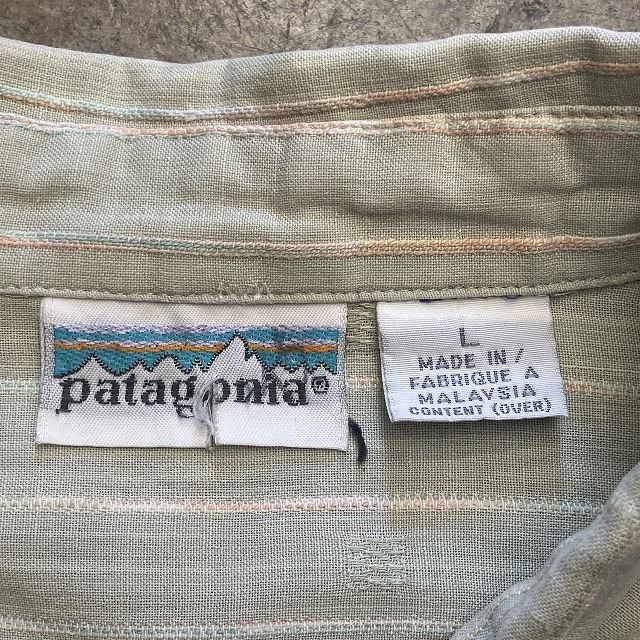 patagonia®
L
MADE IN/
FABRIQUE A
MALAYSIA
CONTENT (OVER)